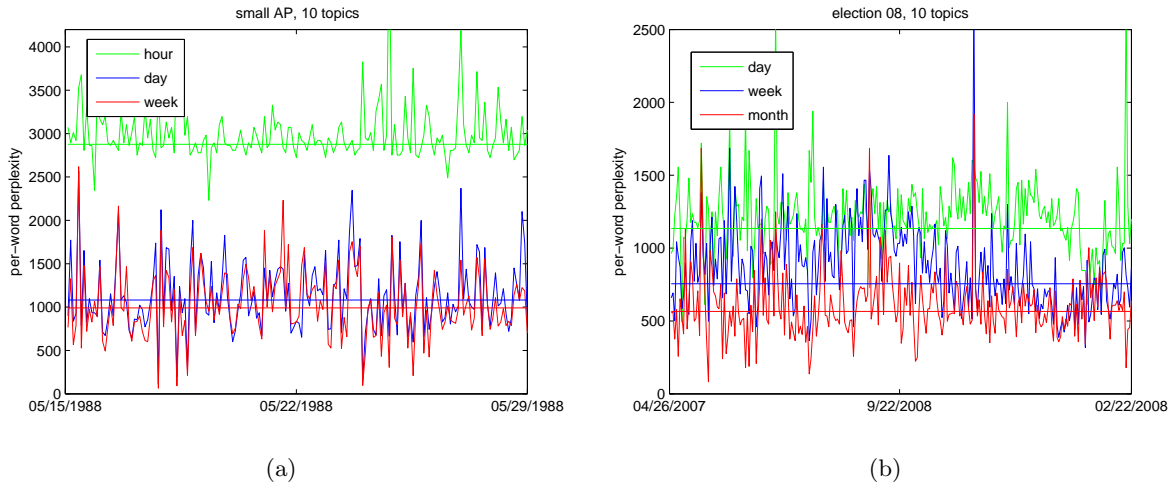 small AP, 10 topics
per−word perplexity
4000
3500
3000
2500
2000
1500
1000
500
0
hour
day
week
05/15/1988
05/22/1988
05/29/1988
(a)
election 08, 10 topics
per−word perplexity
2500
2000
1500
1000
500
0
day
week
month
04/26/2007
9/22/2008
02/22/2008
(b)